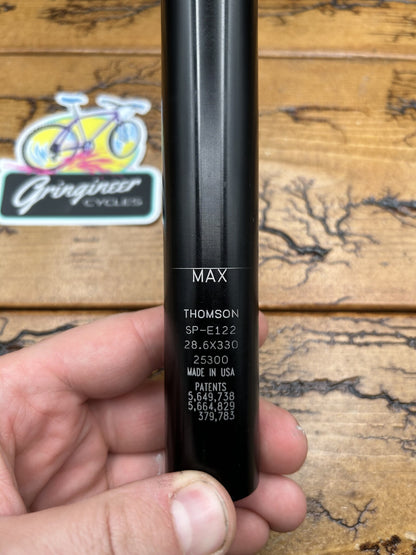 Gringineer
CYCLES
MAX
THOMSON
SP-E122
28.6X330
25300
MADE IN USA
PATENTS
5,649,738
5,664,829
379,783